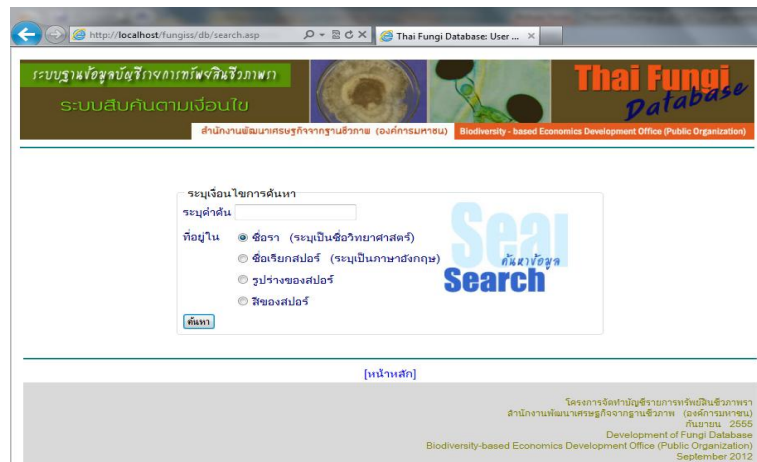 http://localhost/fungiss/db/search.asp
Thai Fungi Database: User ...
ระบบฐานข้อมูลบัญชีรายการทรัพย์สินชีวภาพรา
ระบบสืบค้นตามเงื่อนไข
Thai Fungi
Database
สำนักงานพัฒนาเศรษฐกิจจากฐานชีวภาพ (องค์การมหาชน) Biodiversity - based Economics Development Office (Public Organization)
ระบุเงื่อนไขการค้นหา
ระบุคำค้น
ที่อยู่ใน ชื่อรา (ระบุเป็นชื่อวิทยาศาสตร์)
ชื่อเรียกสปอร์ (ระบุเป็นภาษาอังกฤษ)
รูปร่างของสปอร์
สีของสปอร์
ค้นหา
Sear
ค้นหาข้อมูล
Search
[หน้าหลัก]
โครงการจัดทำบัญชีรายการทรัพย์สินชีวภาพรา
สำนักงานพัฒนาเศรษฐกิจจากฐานชีวภาพ (องค์การมหาชน)
กันยายน 2555
Development of Fungi Database
Biodiversity-based Economics Development Office (Public Organization)
September 2012